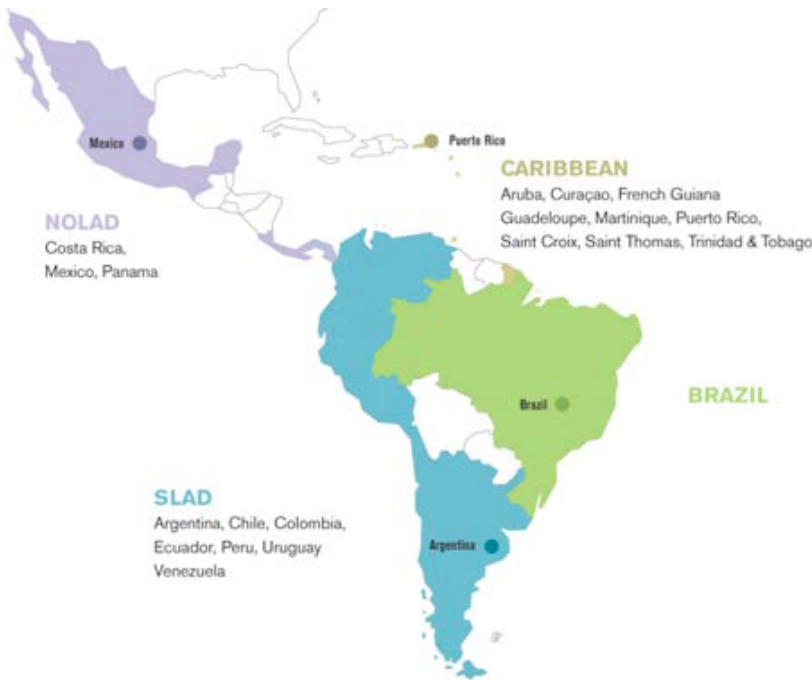 Mexico
Puerto Rico
CARIBBEAN
Aruba, Curaçao, French Guiana
Guadeloupe, Martinique, Puerto Rico,
Saint Croix, Saint Thomas, Trinidad & Tobago
NOLAD
Costa Rica,
Mexico, Panama
BRAZIL
Brazil
SLAD
Argentina, Chile, Colombia,
Ecuador, Peru, Uruguay
Venezuela
Argentina